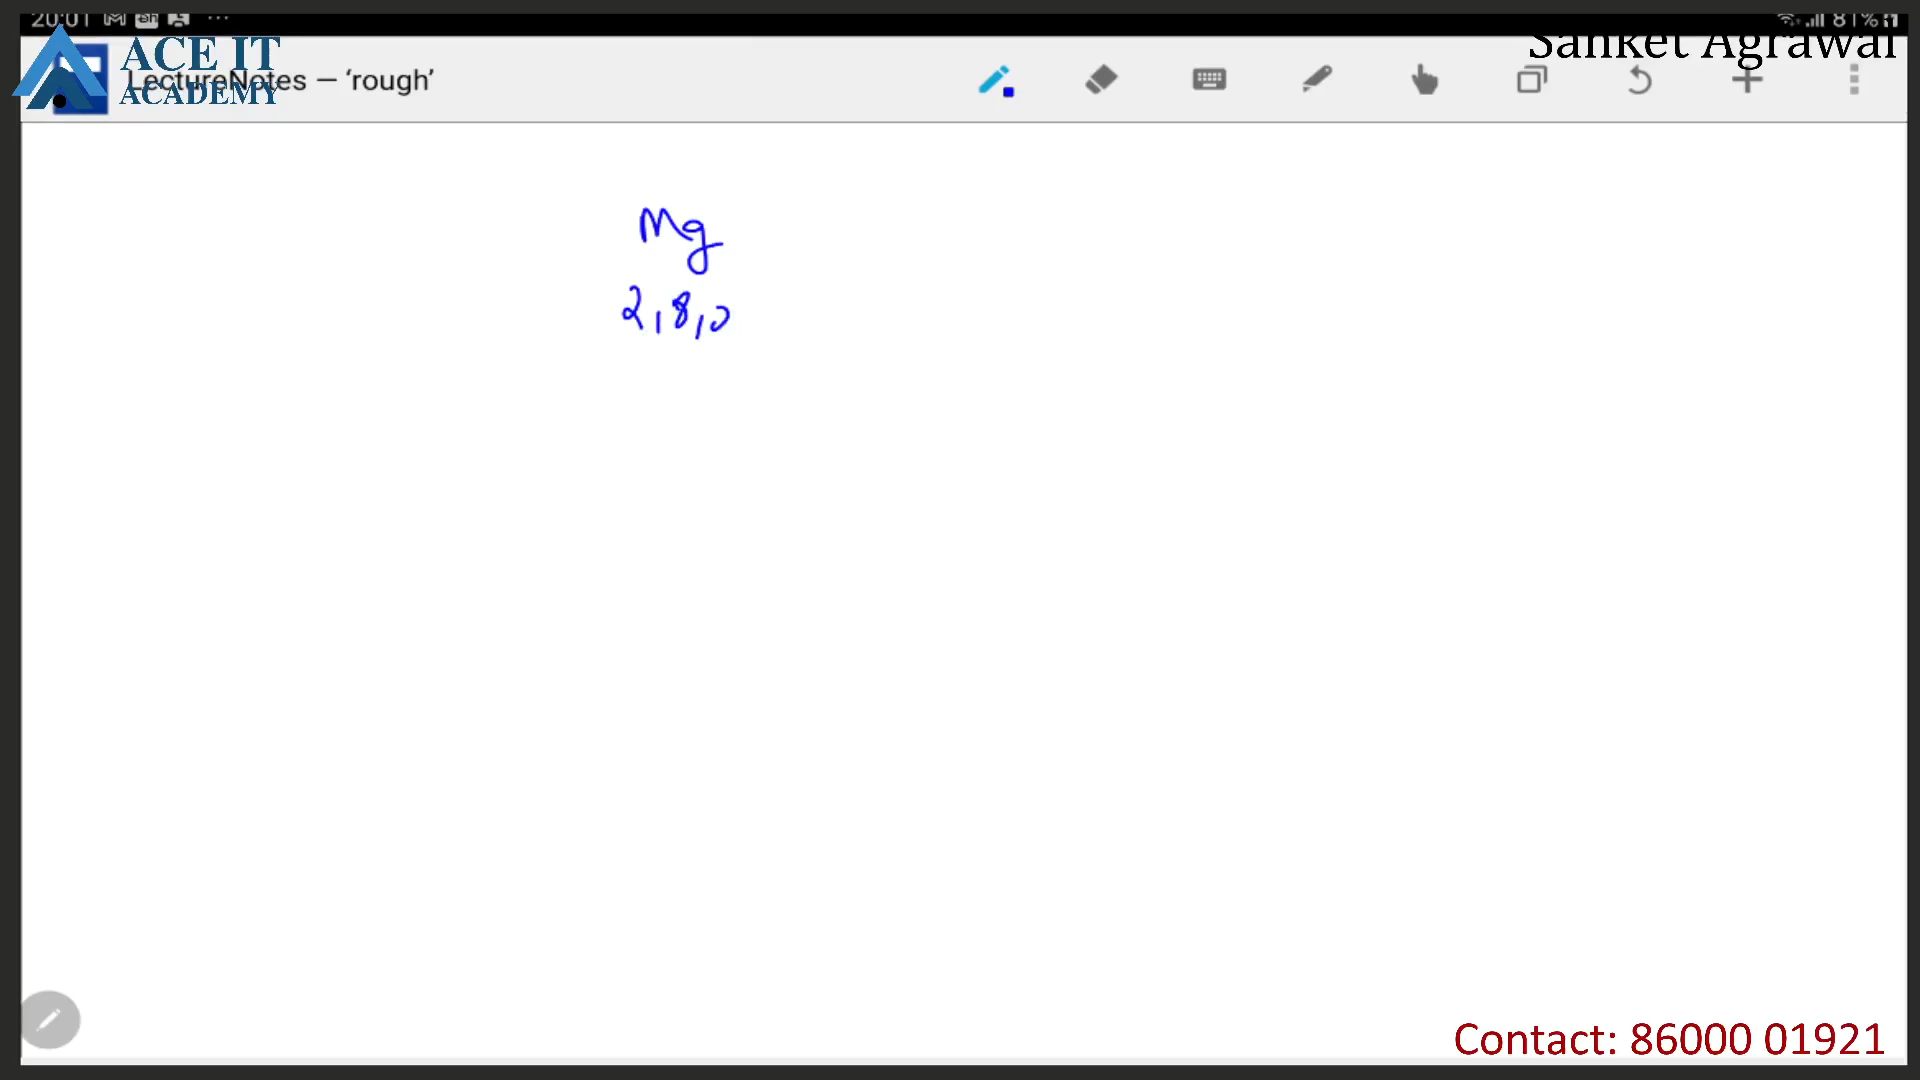 20:01 81%
Sanket Agrawal
ACE IT
ACADEMY
LectureNotes — ‘rough’
Mg
2,8,2
Contact: 86000 01921